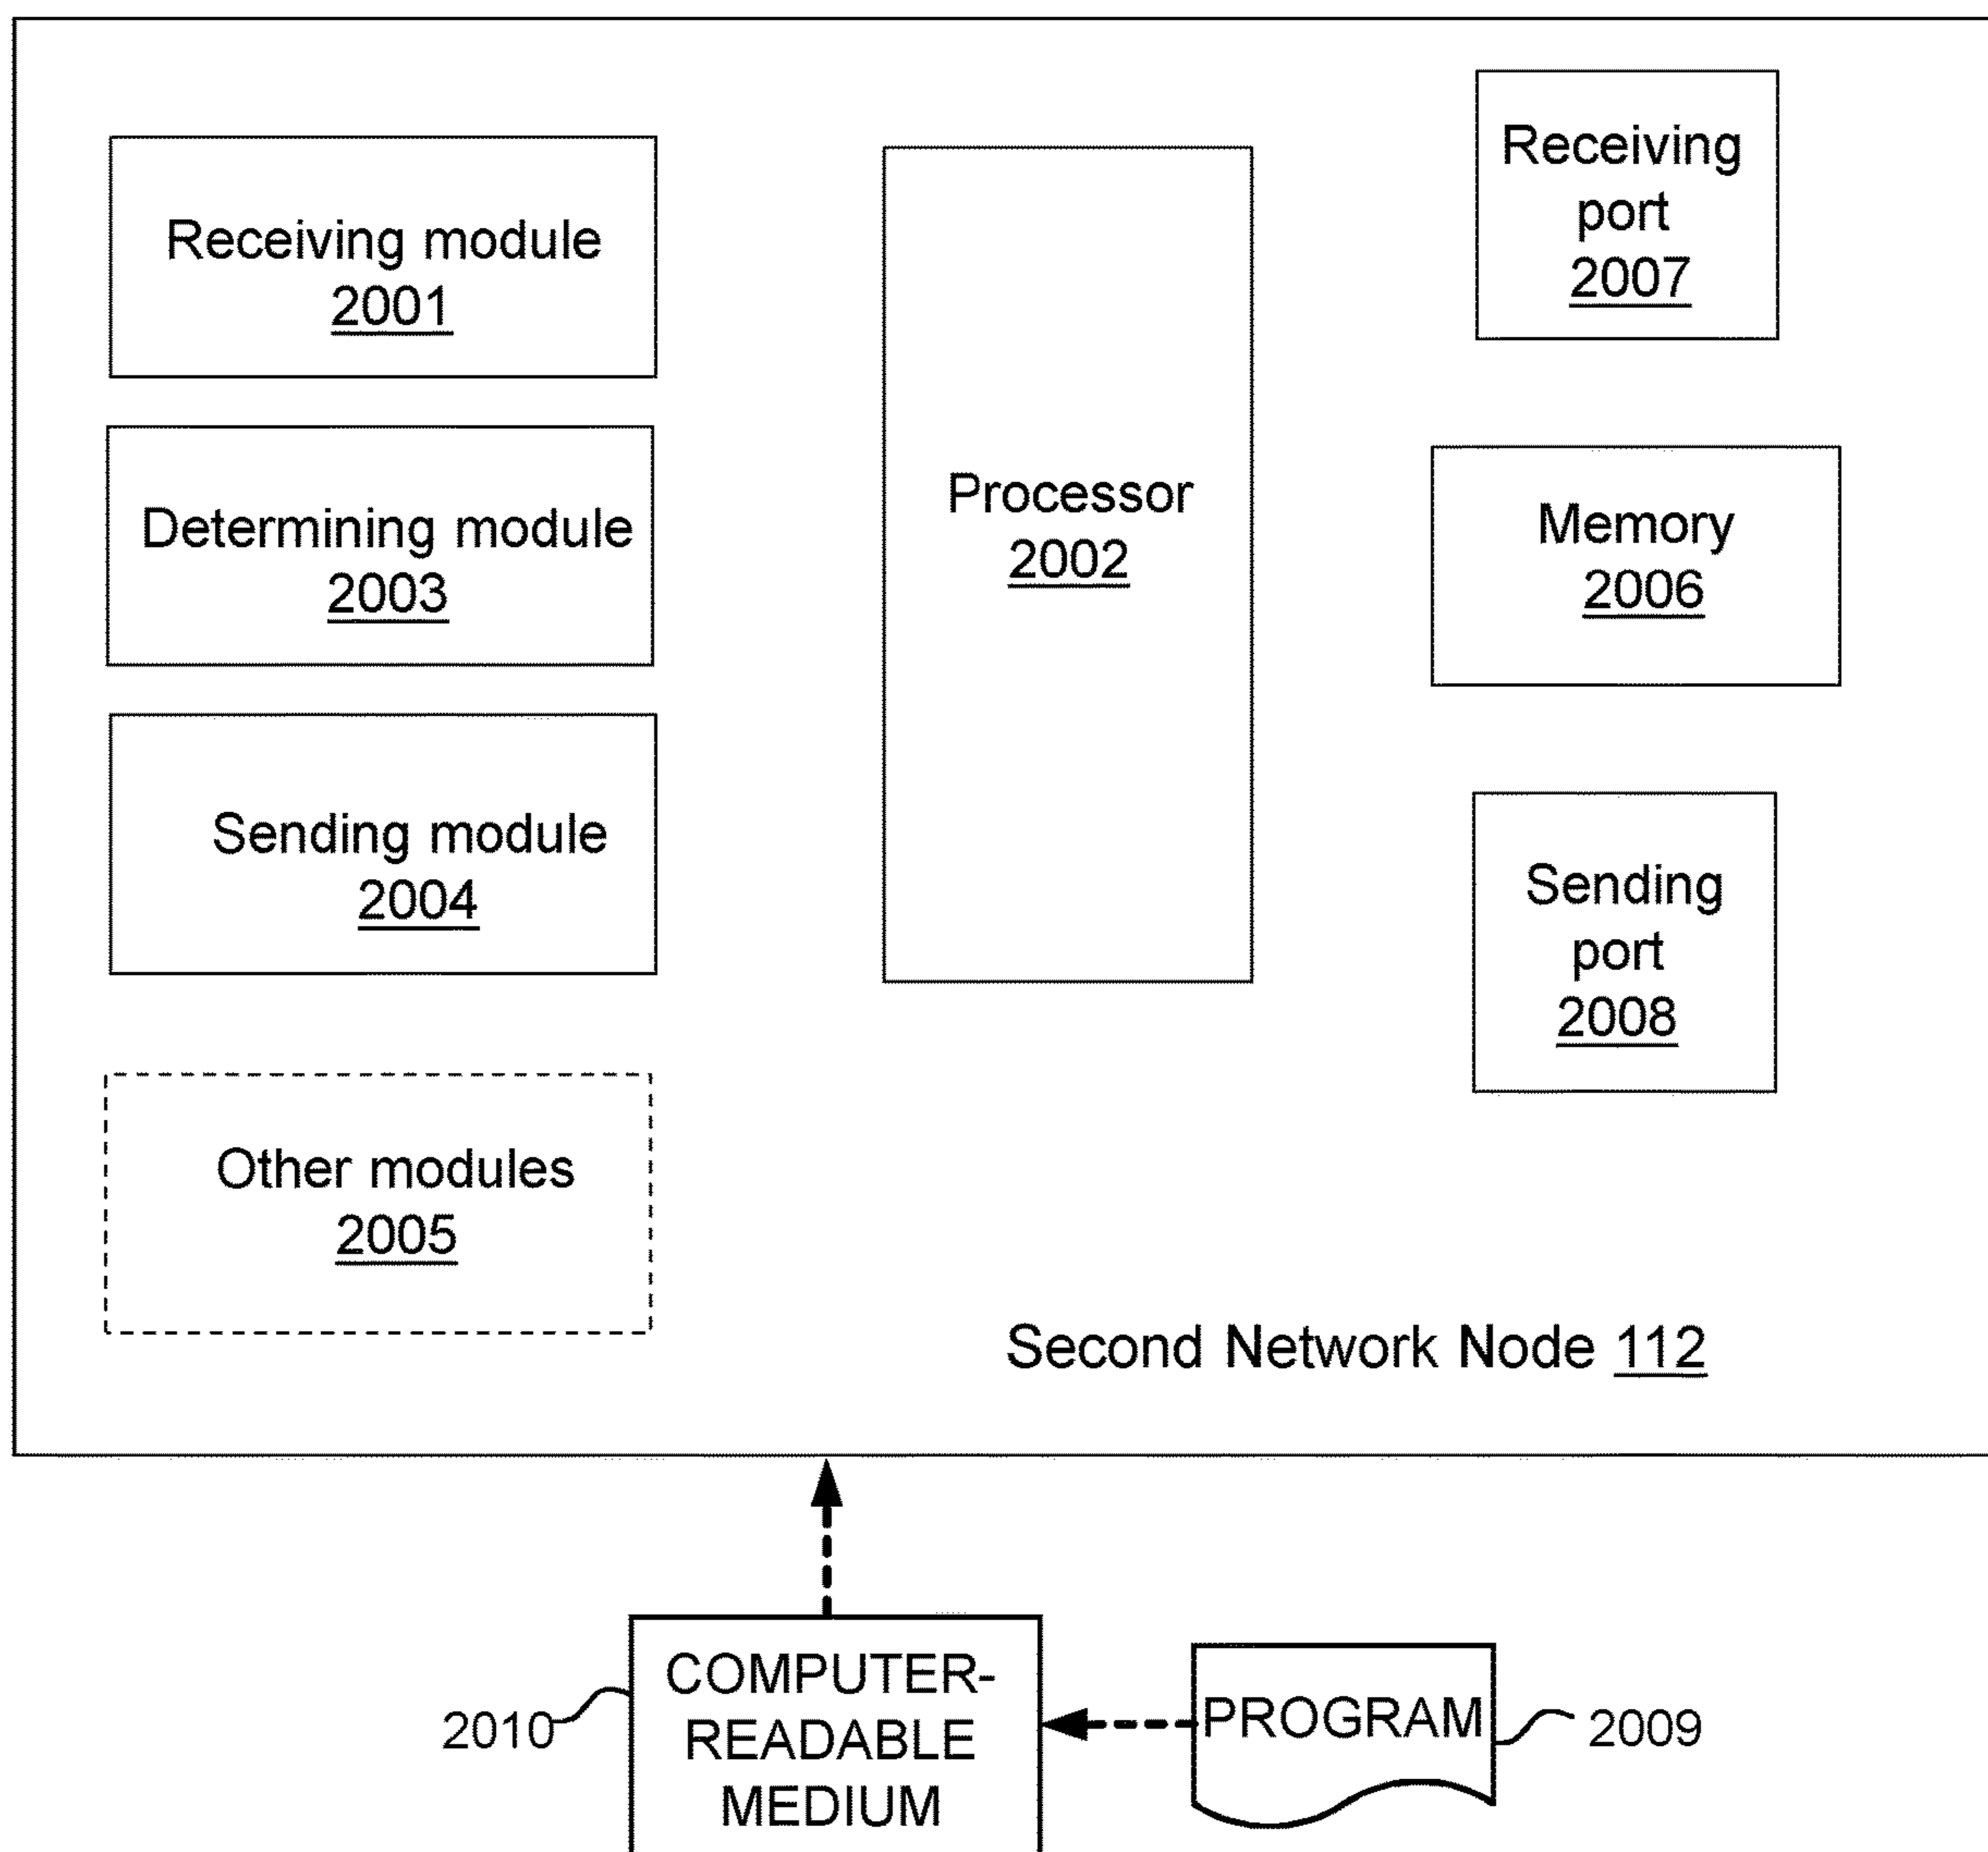 Receiving module
2001
Determining module
2003
Sending module
2004
Other modules
2005
Processor
2002
Receiving
port
2007
Memory
2006
Sending
port
2008
Second Network Node 112
2010
COMPUTER-
READABLE
MEDIUM
PROGRAM
2009